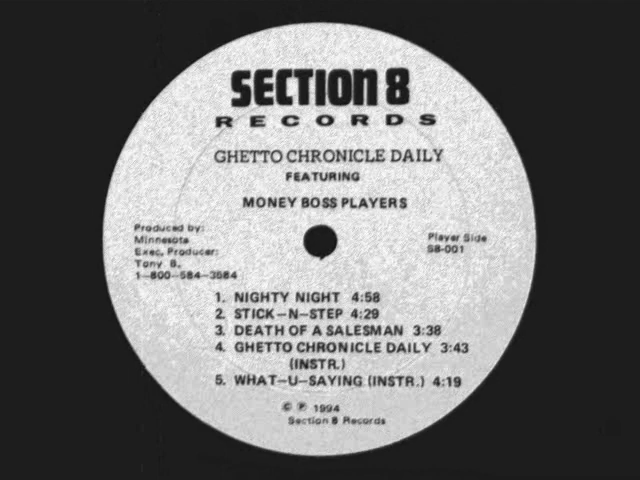 SECTION 8
RECORDS
GHETTO CHRONICLE DAILY
FEATURING
MONEY BOSS PLAYERS
Produced by:
Minnesota
Exec. Producer:
Tony B.
1-800-584-3584
Player Side
S8-001
1. NIGHTY NIGHT 4:58
2. STICK-N-STEP 4:29
3. DEATH OF A SALESMAN 3:38
4. GHETTO CHRONICLE DAILY 3:43
(INSTR.)
5. WHAT-U-SAYING (INSTR.) 4:19
© ℗ 1994
Section 8 Records